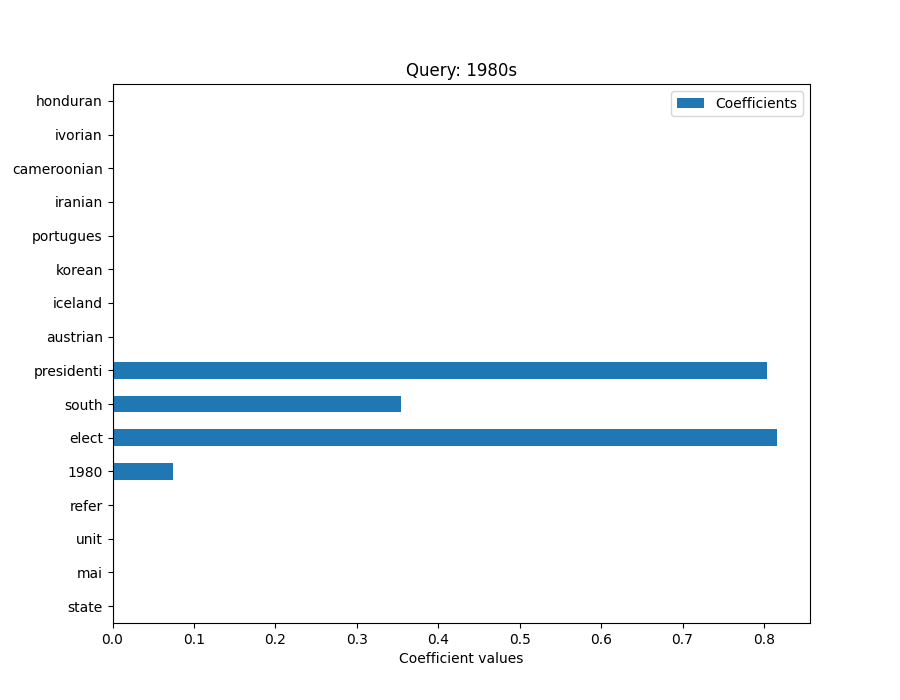 Query: 1980s
Coefficients
honduran
ivorian
cameroonian
iranian
portugues
korean
iceland
austrian
presidenti
south
elect
1980
refer
unit
mai
state
0.0 0.1 0.2 0.3 0.4 0.5 0.6 0.7 0.8
Coefficient values